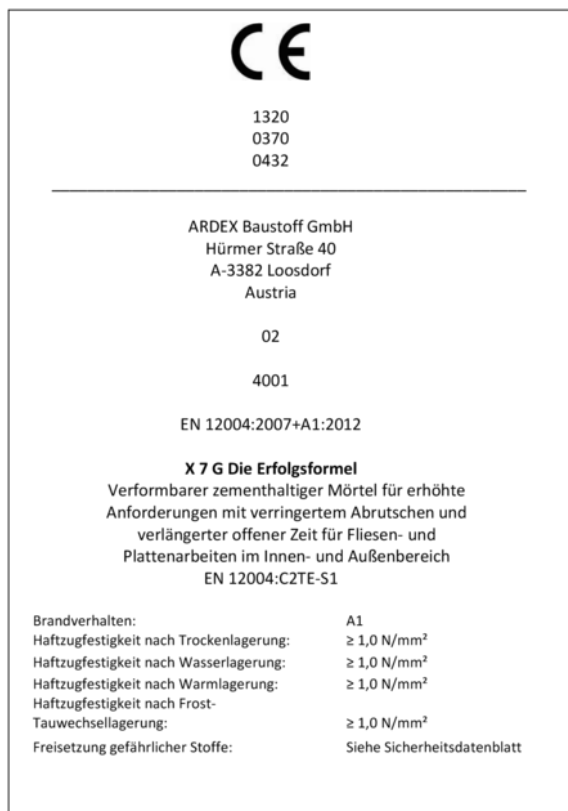 CE
1320
0370
0432
ARDEX Baustoff GmbH
Hürmer Straße 40
A-3382 Loosdorf
Austria
02
4001
EN 12004:2007+A1:2012
X 7 G Die Erfolgsformel
Verformbarer zementhaltiger Mörtel für erhöhte
Anforderungen mit verringertem Abrutschen und
verlängerter offener Zeit für Fliesen- und
Plattenarbeiten im Innen- und Außenbereich
EN 12004:C2TE-S1
Brandverhalten: A1
Haftzugfestigkeit nach Trockenlagerung: ≥ 1,0 N/mm²
Haftzugfestigkeit nach Wasserlagerung: ≥ 1,0 N/mm²
Haftzugfestigkeit nach Warmlagerung: ≥ 1,0 N/mm²
Haftzugfestigkeit nach Frost-
Tauwechsellagerung: ≥ 1,0 N/mm²
Freisetzung gefährlicher Stoffe: Siehe Sicherheitsdatenblatt